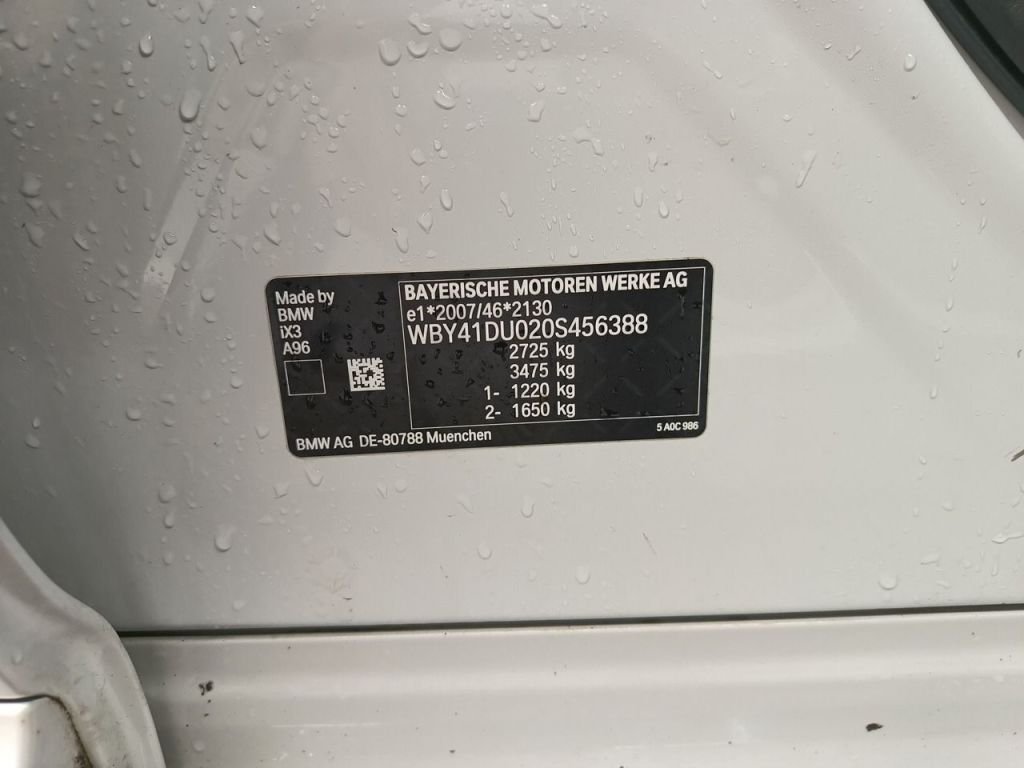 Made by
BMW
iX3
A96
BAYERISCHE MOTOREN WERKE AG
e1*2007/46*2130
WBY41DU020S456388
2725 kg
3475 kg
1- 1220 kg
2- 1650 kg
BMW AG DE-80788 Muenchen
5 A0C 986